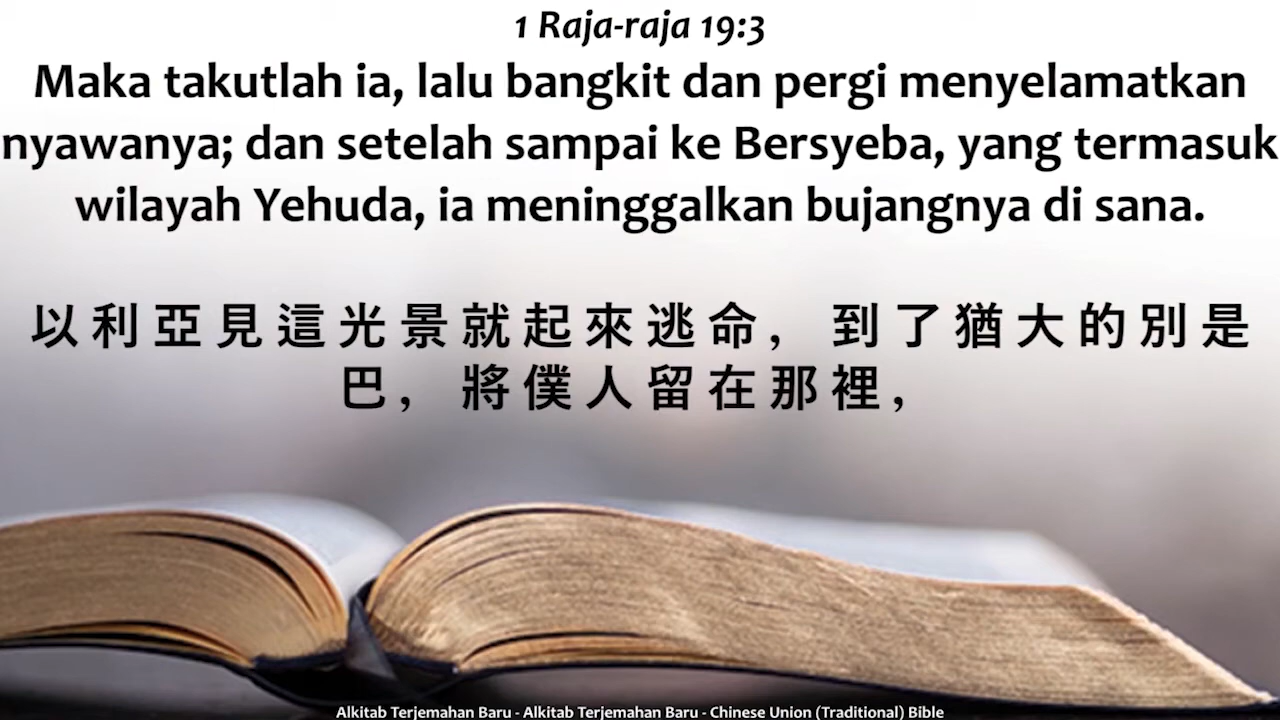 1 Raja-raja 19:3
Maka takutlah ia, lalu bangkit dan pergi menyelamatkan
nyawanya; dan setelah sampai ke Bersyeba, yang termasuk
wilayah Yehuda, ia meninggalkan bujangnya di sana.
以 利 亞 見 這 光 景 就 起 來 逃 命 ， 到 了 猶 大 的 別 是
巴 ， 將 僕 人 留 在 那 裡 ，
Alkitab Terjemahan Baru - Alkitab Terjemahan Baru - Chinese Union (Traditional) Bible